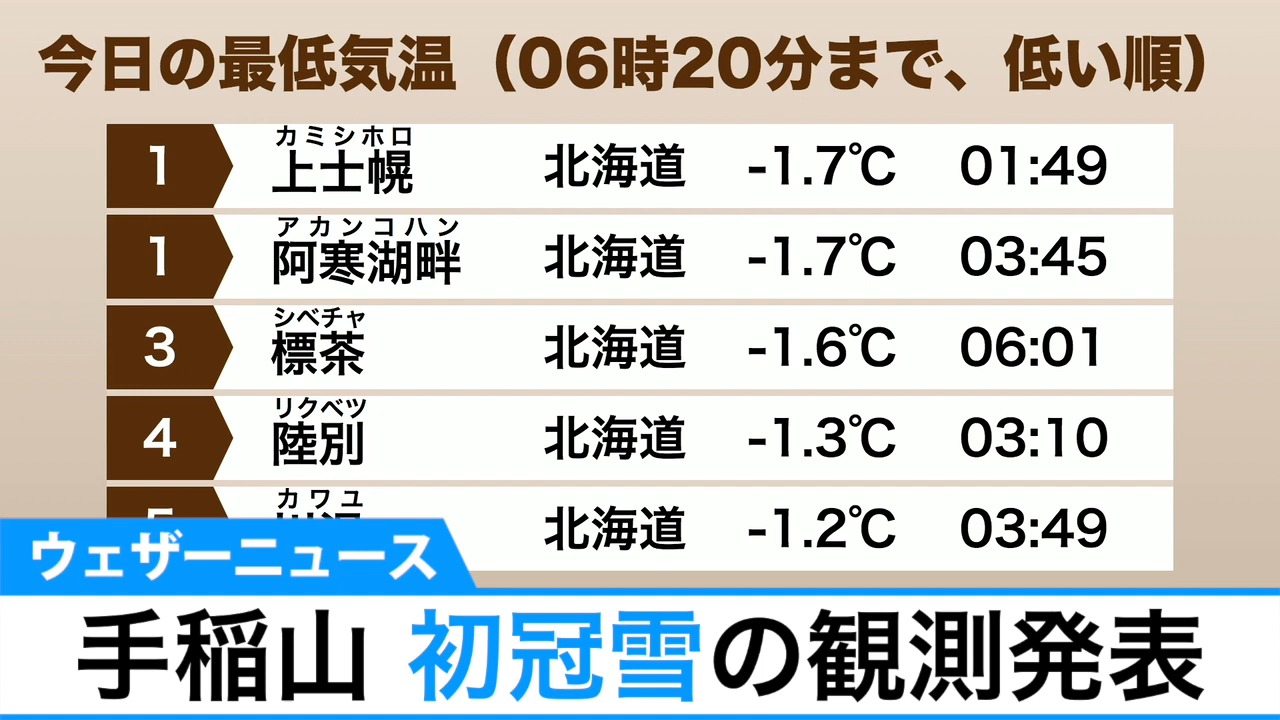 今日の最低気温（06時20分まで、低い順）
カミシホロ
1 上士幌 北海道 -1.7℃ 01:49
アカンコハン
1 阿寒湖畔 北海道 -1.7℃ 03:45
シベチャ
3 標茶 北海道 -1.6℃ 06:01
リクベツ
4 陸別 北海道 -1.3℃ 03:10
カワユ
北海道 -1.2℃ 03:49
ウェザーニュース
手稲山 初冠雪の観測発表